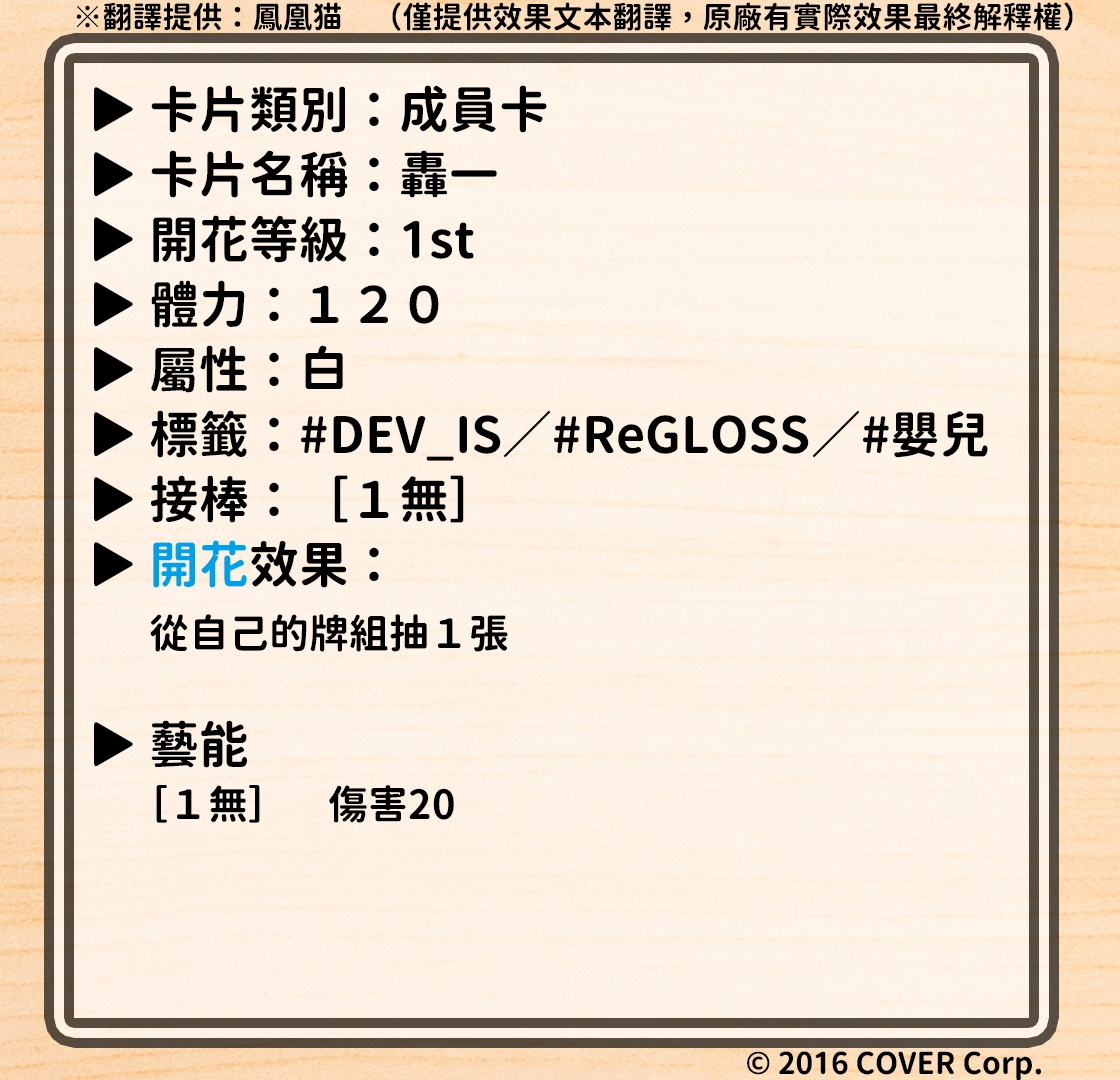 ※翻譯提供：鳳凰猫　（僅提供效果文本翻譯，原廠有實際效果最終解釋權）
▶ 卡片類別：成員卡
▶ 卡片名稱：轟一
▶ 開花等級：1st
▶ 體力：１２０
▶ 屬性：白
▶ 標籤：#DEV_IS／#ReGLOSS／#嬰兒
▶ 接棒：［１無］
▶ 開花效果：
從自己的牌組抽１張
▶ 藝能
［１無］　傷害20
© 2016 COVER Corp.